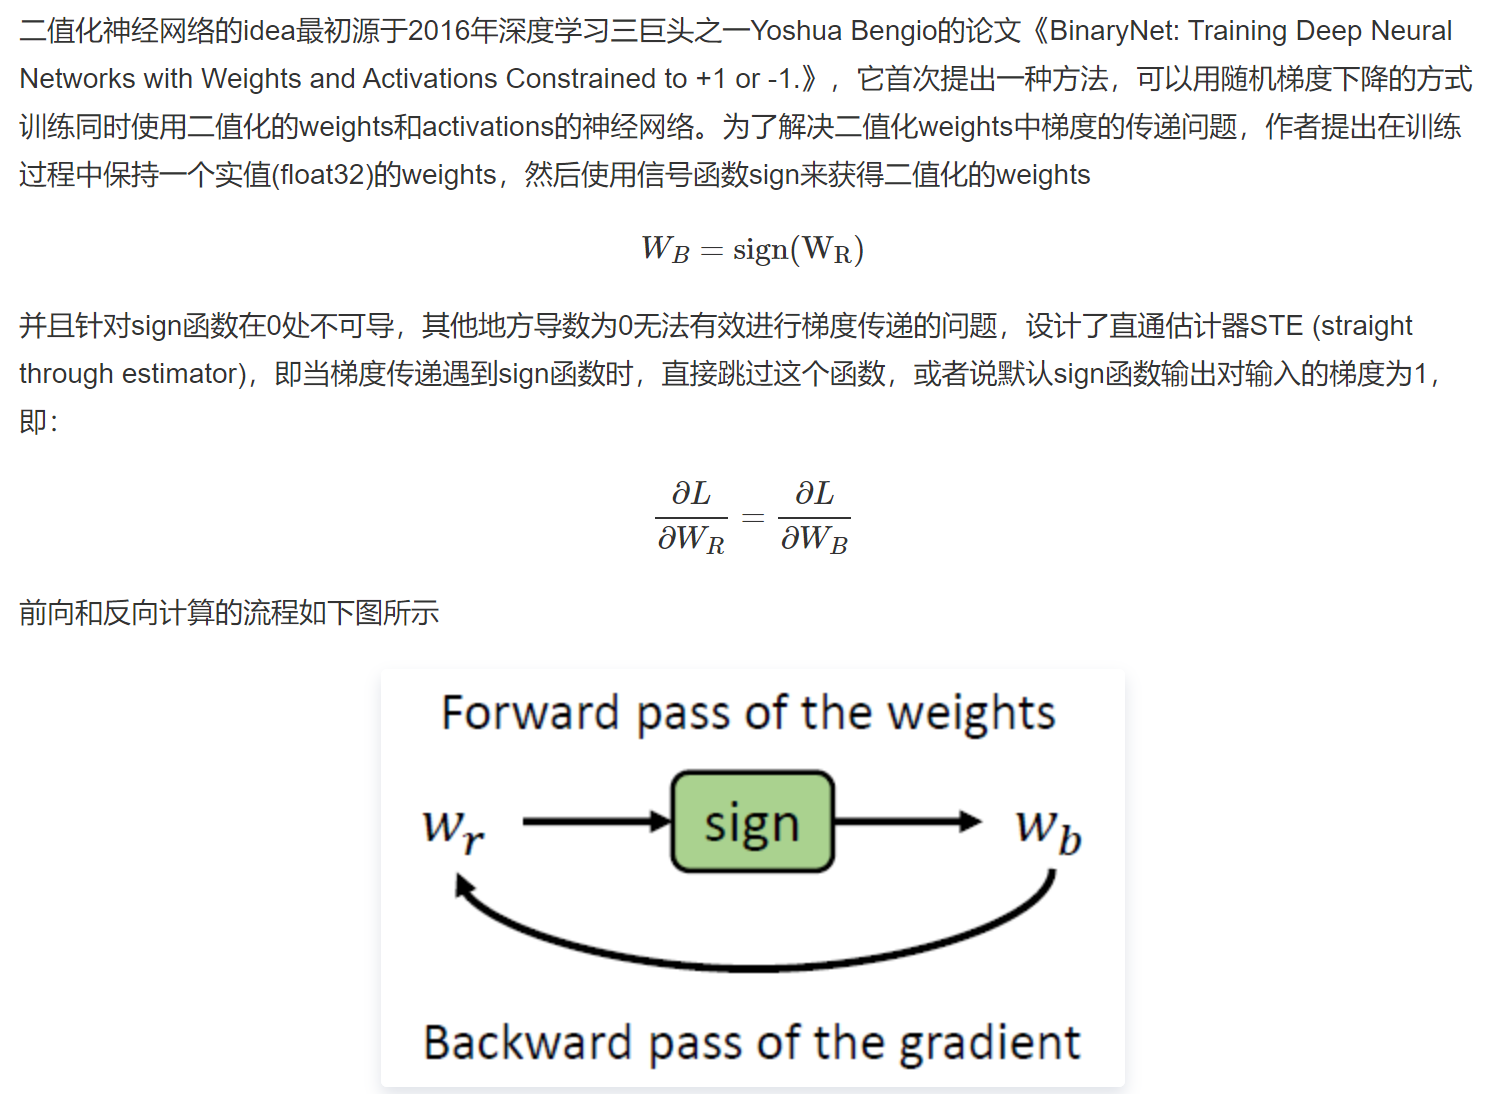 二值化神经网络的idea最初源于2016年深度学习三巨头之一Yoshua Bengio的论文《BinaryNet: Training Deep Neural
Networks with Weights and Activations Constrained to +1 or -1.》，它首次提出一种方法，可以用随机梯度下降的方式
训练同时使用二值化的weights和activations的神经网络。为了解决二值化weights中梯度的传递问题，作者提出在训练
过程中保持一个实值(float32)的weights，然后使用信号函数sign来获得二值化的weights
W_B = sign(W_R)
并且针对sign函数在0处不可导，其他地方导数为0无法有效进行梯度传递的问题，设计了直通估计器STE (straight
through estimator)，即当梯度传递遇到sign函数时，直接跳过这个函数，或者说默认sign函数输出对输入的梯度为1，
即：
∂L/∂W_R = ∂L/∂W_B
前向和反向计算的流程如下图所示
Forward pass of the weights
w_r sign w_b
Backward pass of the gradient